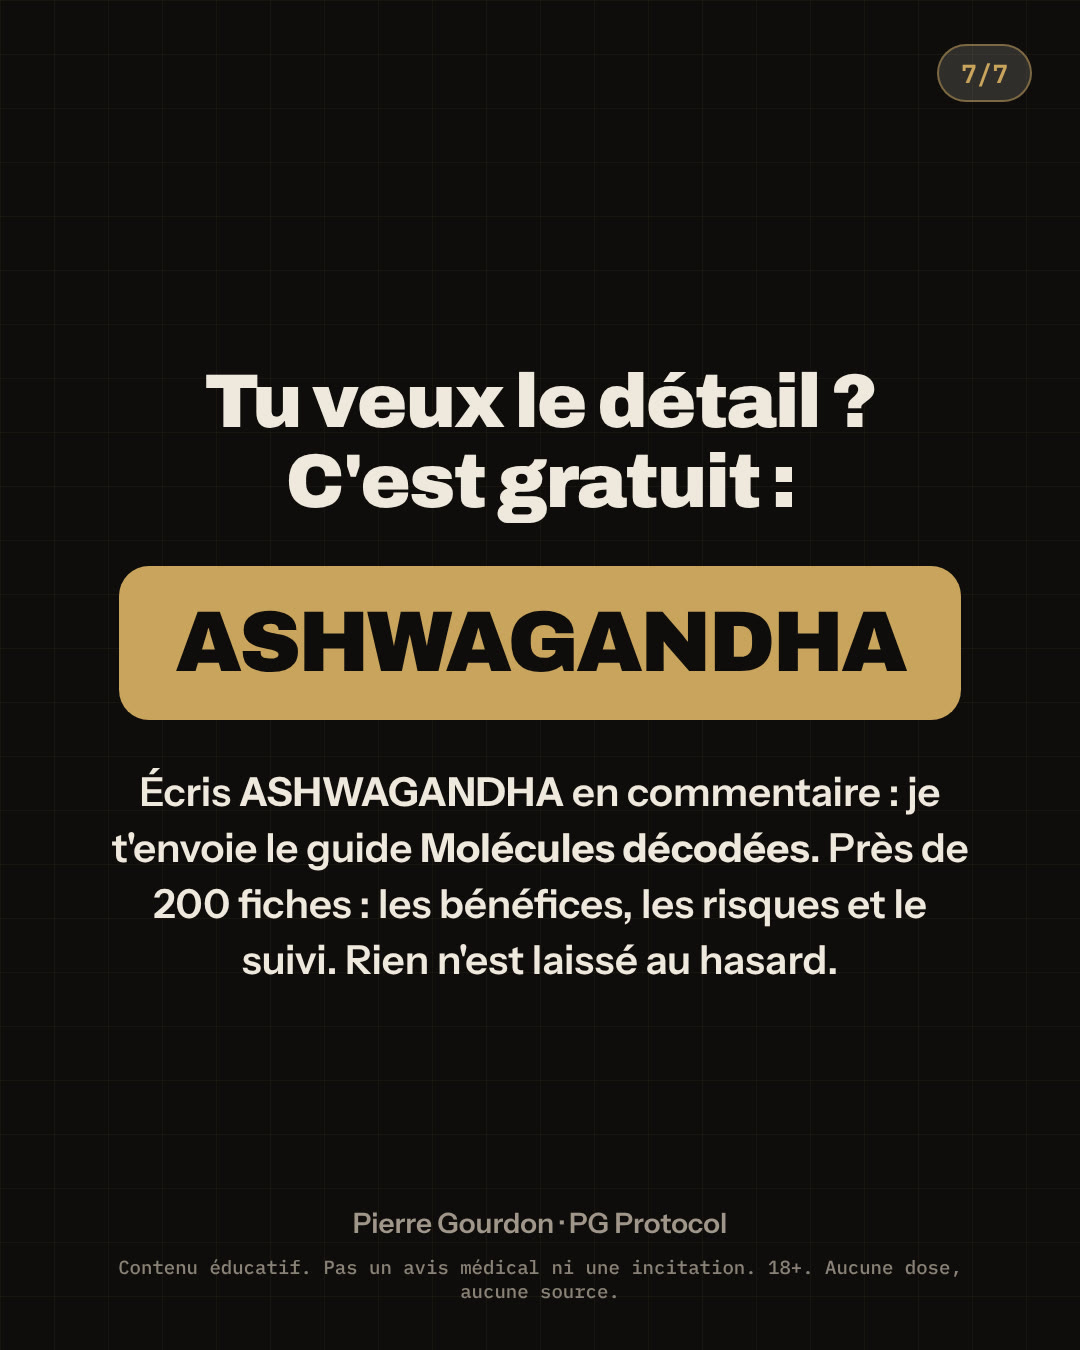 7/7
Tu veux le détail ?
C'est gratuit :
ASHWAGANDHA
Écris ASHWAGANDHA en commentaire : je
t'envoie le guide Molécules décodées. Près de
200 fiches : les bénéfices, les risques et le
suivi. Rien n'est laissé au hasard.
Pierre Gourdon · PG Protocol
Contenu éducatif. Pas un avis médical ni une incitation. 18+. Aucune dose,
aucune source.